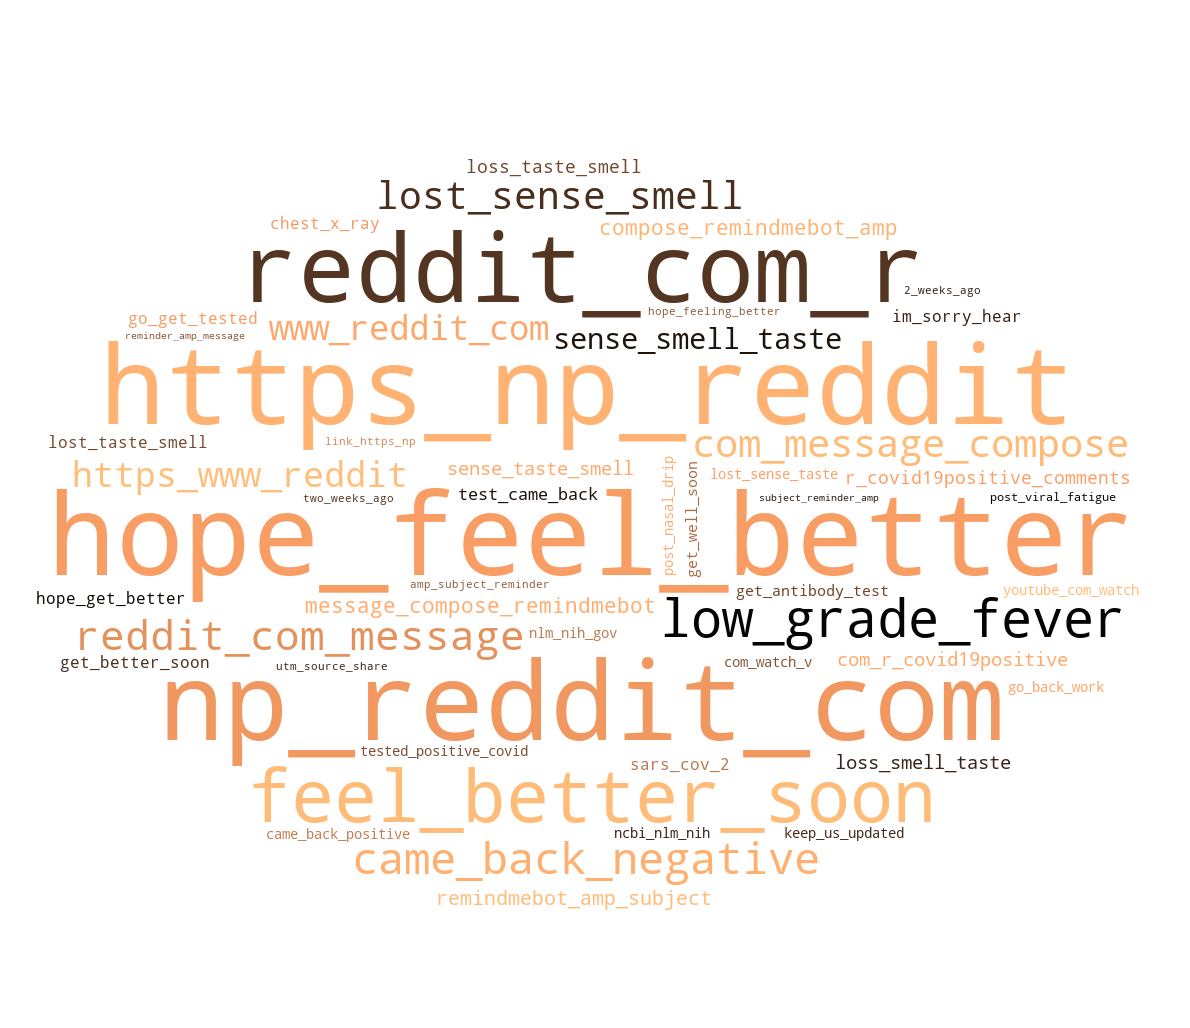 loss_taste_smell
lost_sense_smell
chest_x_ray
compose_remindmebot_amp
reddit_com_r
2_weeks_ago
hope_feeling_better
go_get_tested
im_sorry_hear
www_reddit_com
reminder_amp_message
sense_smell_taste
https_np_reddit
lost_taste_smell
link_https_np
com_message_compose
https_www_reddit
sense_taste_smell
post_nasal_drip
get_well_soon
lost_sense_taste
r_covid19positive_comments
two_weeks_ago
test_came_back
subject_reminder_amp
post_viral_fatigue
hope_feel_better
amp_subject_reminder
get_antibody_test
youtube_com_watch
hope_get_better
message_compose_remindmebot
low_grade_fever
reddit_com_message
nlm_nih_gov
get_better_soon
utm_source_share
com_watch_v
com_r_covid19positive
go_back_work
np_reddit_com
tested_positive_covid
sars_cov_2
loss_smell_taste
feel_better_soon
came_back_positive
ncbi_nlm_nih
keep_us_updated
came_back_negative
remindmebot_amp_subject